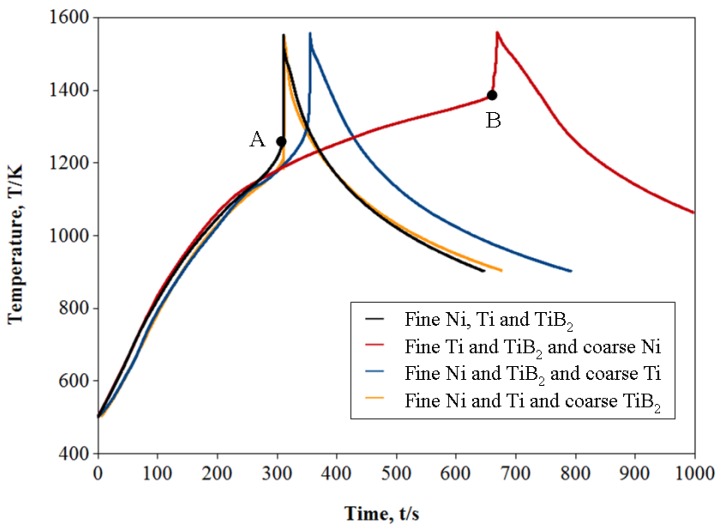 1600
1400
1200
1000
800
600
400
Temperature, T/K
A
B
Fine Ni, Ti and TiB₂
Fine Ti and TiB₂ and coarse Ni
Fine Ni and TiB₂ and coarse Ti
Fine Ni and Ti and coarse TiB₂
0 100 200 300 400 500 600 700 800 900 1000
Time, t/s